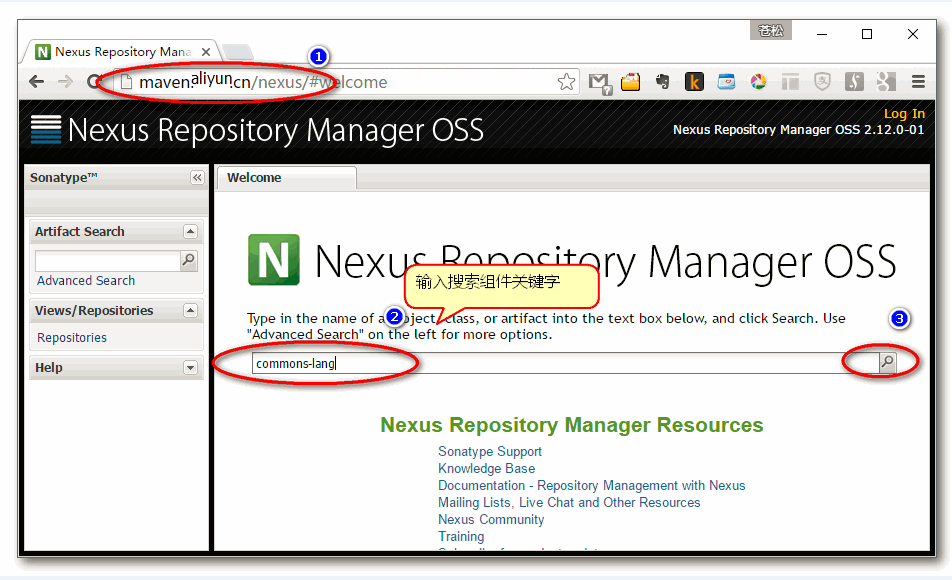 苍松
Nexus Repository Mana
1
maven.aliyun.cn/nexus/#welcome
Nexus Repository Manager OSS
Log In
Nexus Repository Manager OSS 2.12.0-01
Sonatype™
Welcome
Artifact Search
Advanced Search
Views/Repositories
Repositories
Help
N Nexus Repository Manager OSS
输入搜索组件关键字
2
3
Type in the name of a project, class, or artifact into the text box below, and click Search. Use
"Advanced Search" on the left for more options.
commons-lang
Nexus Repository Manager Resources
Sonatype Support
Knowledge Base
Documentation - Repository Management with Nexus
Mailing Lists, Live Chat and Other Resources
Nexus Community
Training